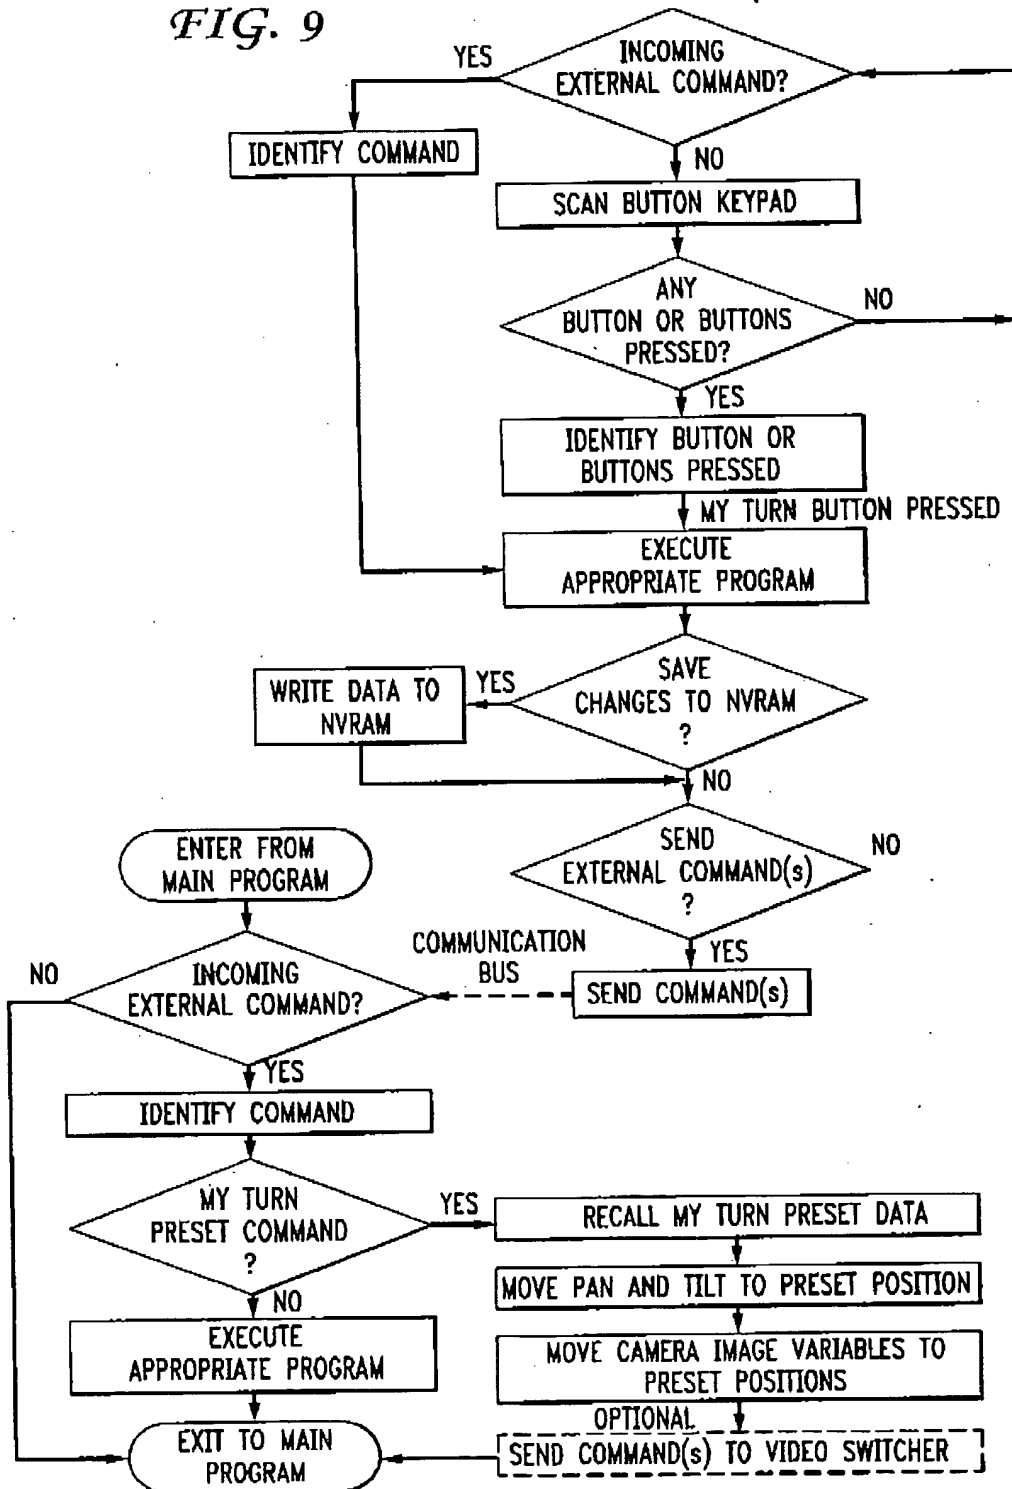 FIG. 9
INCOMING
EXTERNAL COMMAND?
YES
IDENTIFY COMMAND
NO
SCAN BUTTON KEYPAD
ANY
BUTTON OR BUTTONS
PRESSED?
NO
YES
IDENTIFY BUTTON OR
BUTTONS PRESSED
MY TURN BUTTON PRESSED
EXECUTE
APPROPRIATE PROGRAM
SAVE
CHANGES TO NVRAM
?
YES
WRITE DATA TO
NVRAM
NO
SEND
EXTERNAL COMMAND(s)
?
NO
YES
SEND COMMAND(s)
COMMUNICATION
BUS
ENTER FROM
MAIN PROGRAM
INCOMING
EXTERNAL COMMAND?
NO
YES
IDENTIFY COMMAND
MY TURN
PRESET COMMAND
?
YES
RECALL MY TURN PRESET DATA
MOVE PAN AND TILT TO PRESET POSITION
MOVE CAMERA IMAGE VARIABLES TO
PRESET POSITIONS
OPTIONAL
SEND COMMAND(s) TO VIDEO SWITCHER
NO
EXECUTE
APPROPRIATE PROGRAM
EXIT TO MAIN
PROGRAM